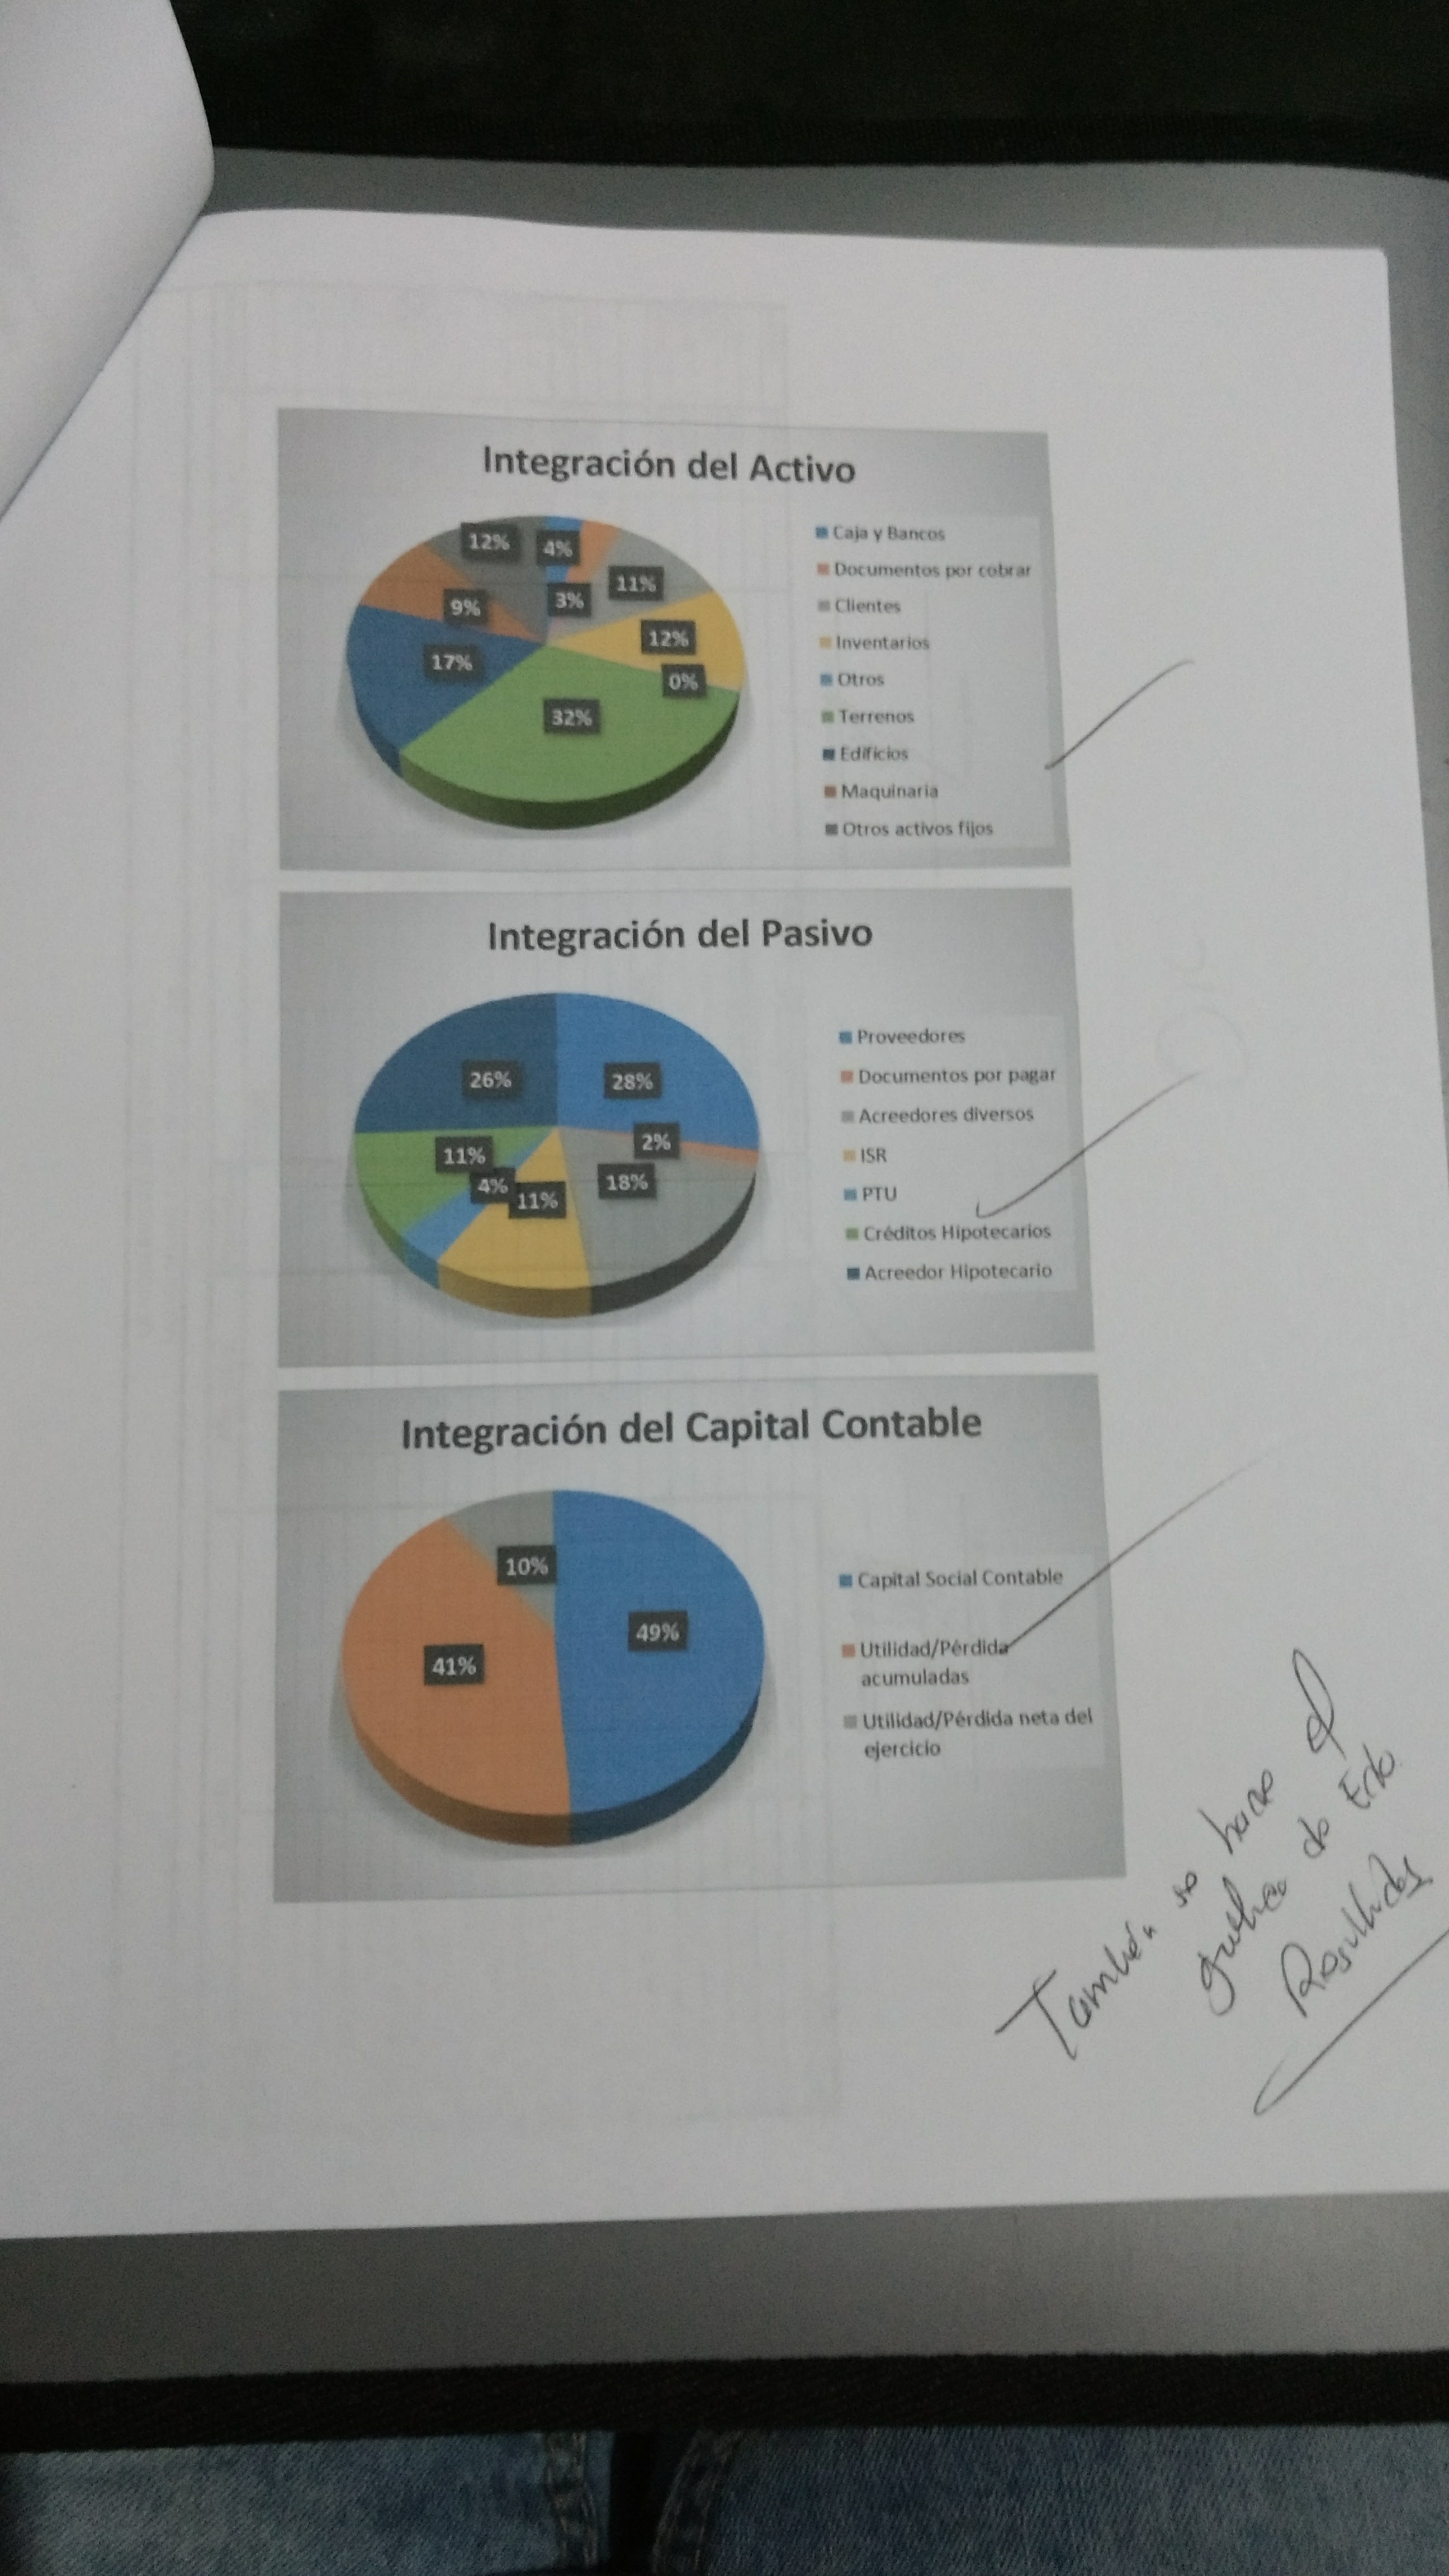 Integración del Activo
12%
4%
11%
3%
9%
12%
17%
0%
32%
Caja y Bancos
Documentos por cobrar
Clientes
Inventarios
Otros
Terrenos
Edificios
Maquinaria
Otros activos fijos
Integración del Pasivo
26%
28%
2%
11%
4%
18%
11%
Proveedores
Documentos por pagar
Acreedores diversos
ISR
PTU
Créditos Hipotecarios
Acreedor Hipotecario
Integración del Capital Contable
10%
49%
41%
Capital Social Contable
Utilidad/Pérdida
acumuladas
Utilidad/Pérdida neta del
ejercicio
También se hace
de Edo
Resultados